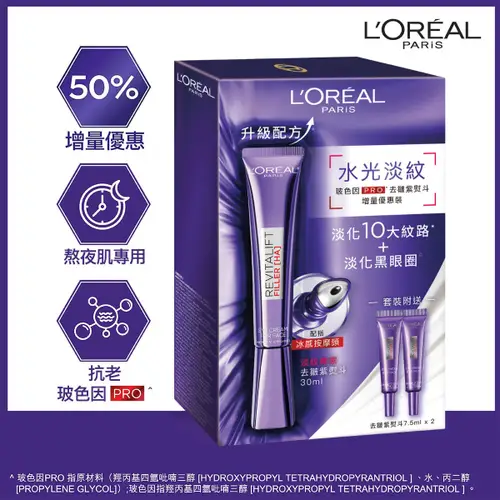 L'ORÉAL
PARIS
50%
增量優惠
熬夜肌專用
抗老
玻色因 PRO ^
L'ORÉAL
PARIS
升級配方
L'ORÉAL
PARIS
REVITALIFT
FILLER [HA]
EYE CREAM
水光淡紋
玻色因 PRO ^ 去皺紫熨斗
增量優惠裝
淡化10大紋路*
+
淡化黑眼圈
配搭
冰感按摩頭
去皺紫熨斗
30ml
套裝附送
去皺紫熨斗7.5ml x 2
^ 玻色因PRO 指原材料（羥丙基四氫吡喃三醇 [HYDROXYPROPYL TETRAHYDROPYRANTRIOL ] 、水、丙二醇
[PROPYLENE GLYCOL]）;玻色因指羥丙基四氫吡喃三醇 [HYDROXYPROPYL TETRAHYDROPYRANTRIOL ] 。